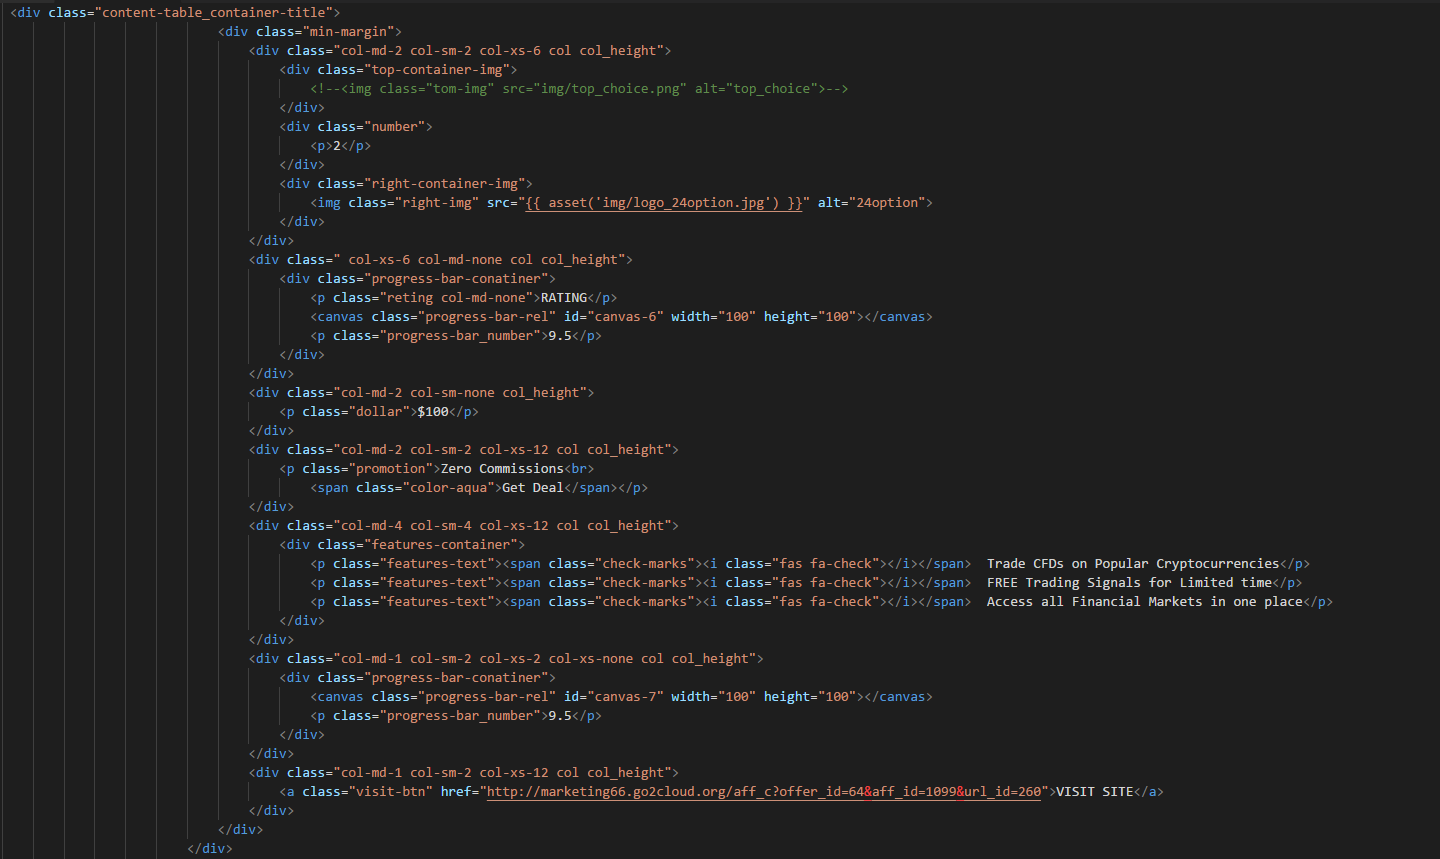 <div class="content-table_container-title">
<div class="min-margin">
<div class="col-md-2 col-sm-2 col-xs-6 col col_height">
<div class="top-container-img">
<!--<img class="tom-img" src="img/top_choice.png" alt="top_choice">-->
</div>
<div class="number">
<p>2</p>
</div>
<div class="right-container-img">
<img class="right-img" src="{{ asset('img/logo_24option.jpg') }}" alt="24option">
</div>
</div>
<div class=" col-xs-6 col-md-none col col_height">
<div class="progress-bar-conatiner">
<p class="reting col-md-none">RATING</p>
<canvas class="progress-bar-rel" id="canvas-6" width="100" height="100"></canvas>
<p class="progress-bar_number">9.5</p>
</div>
</div>
<div class="col-md-2 col-sm-none col_height">
<p class="dollar">$100</p>
</div>
<div class="col-md-2 col-sm-2 col-xs-12 col col_height">
<p class="promotion">Zero Commissions<br>
<span class="color-aqua">Get Deal</span></p>
</div>
<div class="col-md-4 col-sm-4 col-xs-12 col col_height">
<div class="features-container">
<p class="features-text"><span class="check-marks"><i class="fas fa-check"></i></span>  Trade CFDs on Popular Cryptocurrencies</p>
<p class="features-text"><span class="check-marks"><i class="fas fa-check"></i></span>  FREE Trading Signals for Limited time</p>
<p class="features-text"><span class="check-marks"><i class="fas fa-check"></i></span>  Access all Financial Markets in one place</p>
</div>
</div>
<div class="col-md-1 col-sm-2 col-xs-2 col-xs-none col col_height">
<div class="progress-bar-conatiner">
<canvas class="progress-bar-rel" id="canvas-7" width="100" height="100"></canvas>
<p class="progress-bar_number">9.5</p>
</div>
</div>
<div class="col-md-1 col-sm-2 col-xs-12 col col_height">
<a class="visit-btn" href="http://marketing66.go2cloud.org/aff_c?offer_id=64&aff_id=1099&url_id=260">VISIT SITE</a>
</div>
</div>
</div>